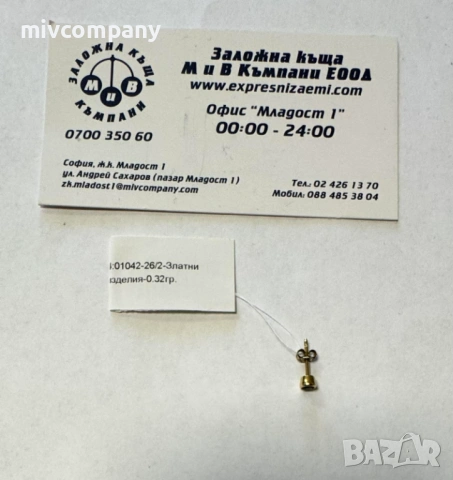 mivcompany
Заложна къща
М и В Къмпани ЕООД
www.expresnizaemi.com
Офис "Младост 1"
00:00 - 24:00
ЗАЛОЖНА КЪЩА
М И В
КЪМПАНИ
0700 350 60
София, ж.к. Младост 1
ул. Андрей Сахаров (пазар Младост 1)
zh.mladost1@mivcompany.com
Тел.: 02 426 13 70
Мобил.: 088 485 38 04
:01042-26/2-Златни
зделия-0.32гр.
BAZAR